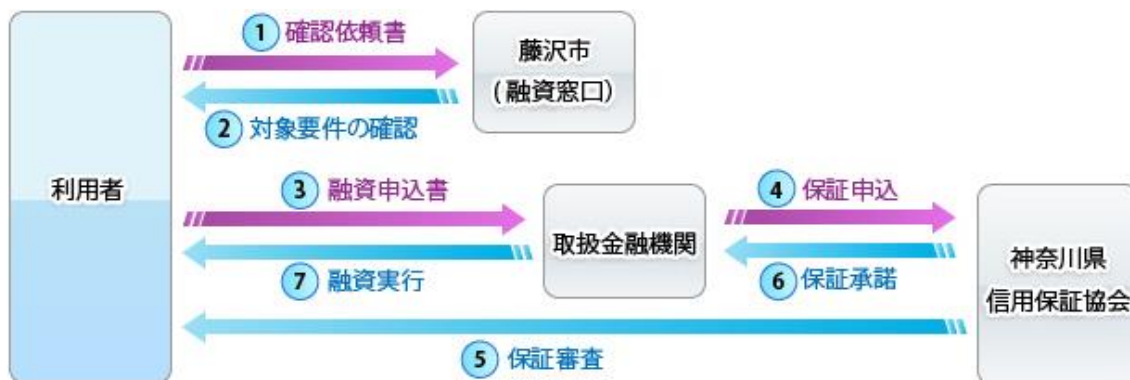 ① 確認依頼書
藤沢市
(融資窓口)
② 対象要件の確認
利用者
③ 融資申込書
④ 保証申込
取扱金融機関
神奈川県
信用保証協会
⑦ 融資実行
⑥ 保証承諾
⑤ 保証審査